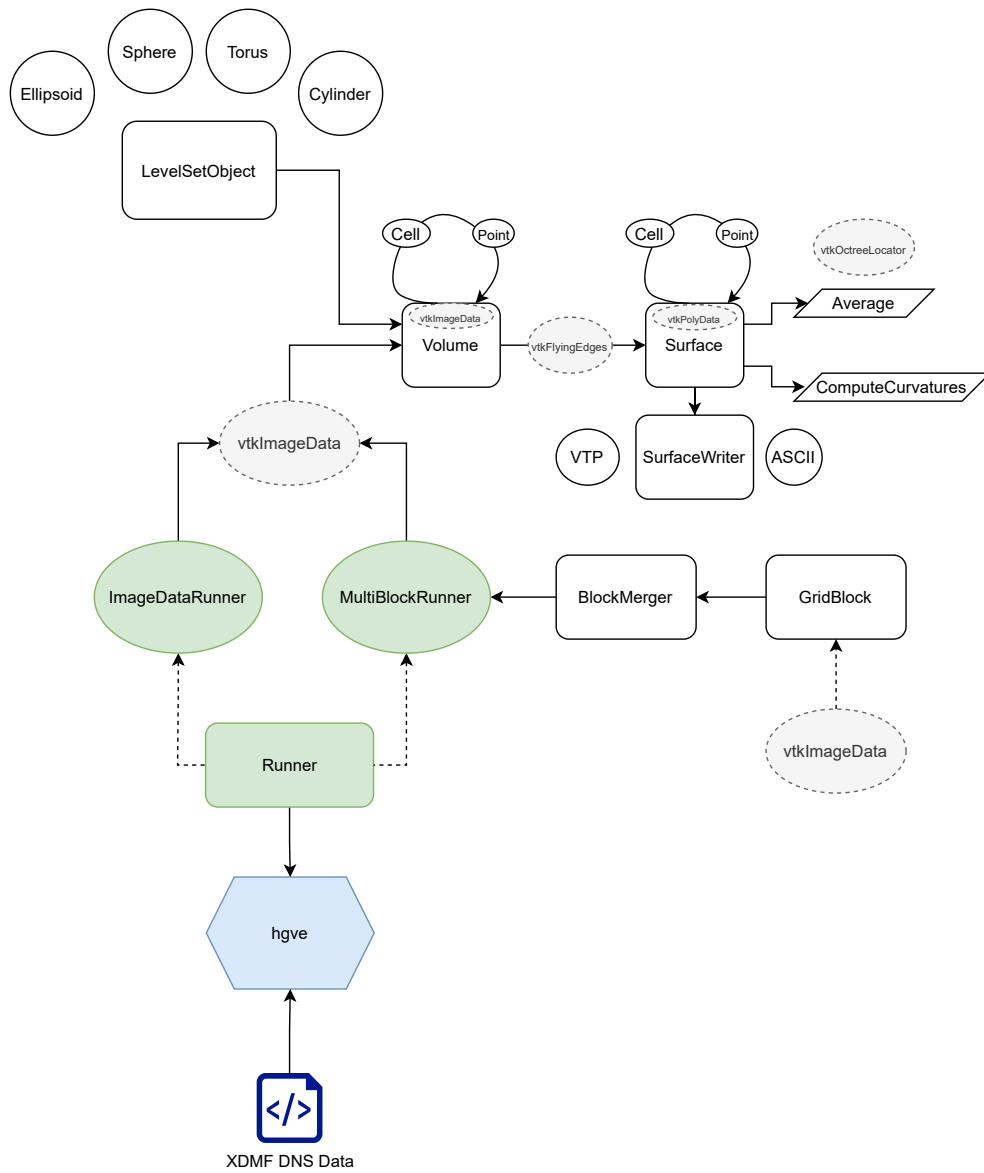 Sphere
Torus
Ellipsoid
Cylinder
LevelSetObject
Cell
Point
Cell
Point
vtkOctreeLocator
vtkImageData
vtkPolyData
Average
Volume
vtkFlyingEdges
Surface
ComputeCurvatures
vtkImageData
VTP
SurfaceWriter
ASCII
ImageDataRunner
MultiBlockRunner
BlockMerger
GridBlock
vtkImageData
Runner
hgve
</>
XDMF DNS Data